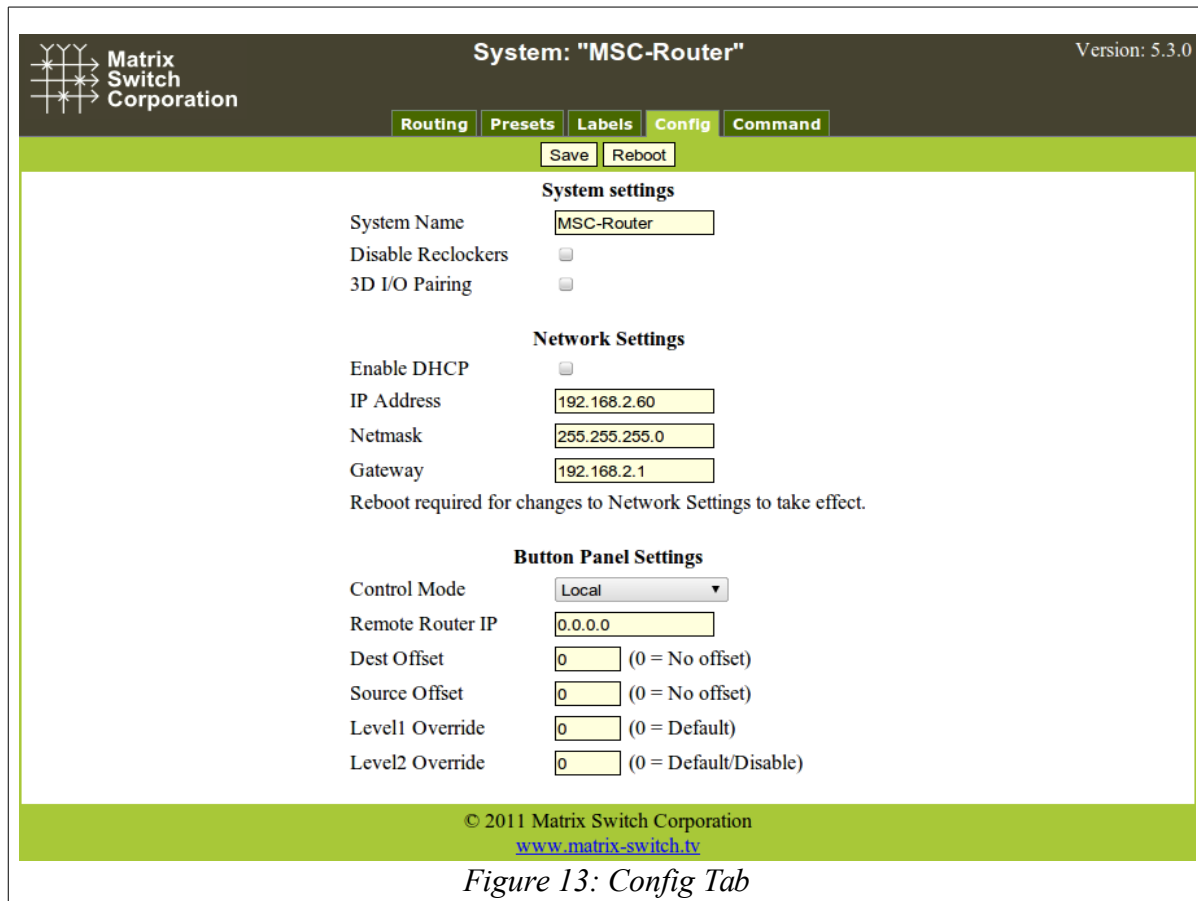 Matrix
Switch
Corporation
System: "MSC-Router"
Version: 5.3.0
Routing Presets Labels Config Command
Save Reboot
System settings
System Name MSC-Router
Disable Reclockers
3D I/O Pairing
Network Settings
Enable DHCP
IP Address 192.168.2.60
Netmask 255.255.255.0
Gateway 192.168.2.1
Reboot required for changes to Network Settings to take effect.
Button Panel Settings
Control Mode Local
Remote Router IP 0.0.0.0
Dest Offset 0 (0 = No offset)
Source Offset 0 (0 = No offset)
Level1 Override 0 (0 = Default)
Level2 Override 0 (0 = Default/Disable)
© 2011 Matrix Switch Corporation
www.matrix-switch.tv
Figure 13: Config Tab